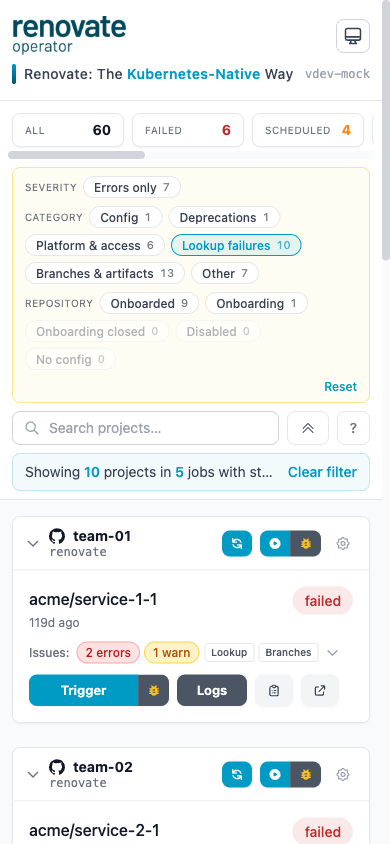 renovate
operator
Renovate: The Kubernetes-Native Way vdev-mock
ALL 60 FAILED 6 SCHEDULED 4
SEVERITY Errors only 7
CATEGORY Config 1 Deprecations 1
Platform & access 6 Lookup failures 10
Branches & artifacts 13 Other 7
REPOSITORY Onboarded 9 Onboarding 1
Onboarding closed 0 Disabled 0
No config 0
Reset
Search projects... ?
Showing 10 projects in 5 jobs with st... Clear filter
team-01
renovate
acme/service-1-1 failed
119d ago
Issues: 2 errors 1 warn Lookup Branches
Trigger Logs
team-02
renovate
acme/service-2-1 failed